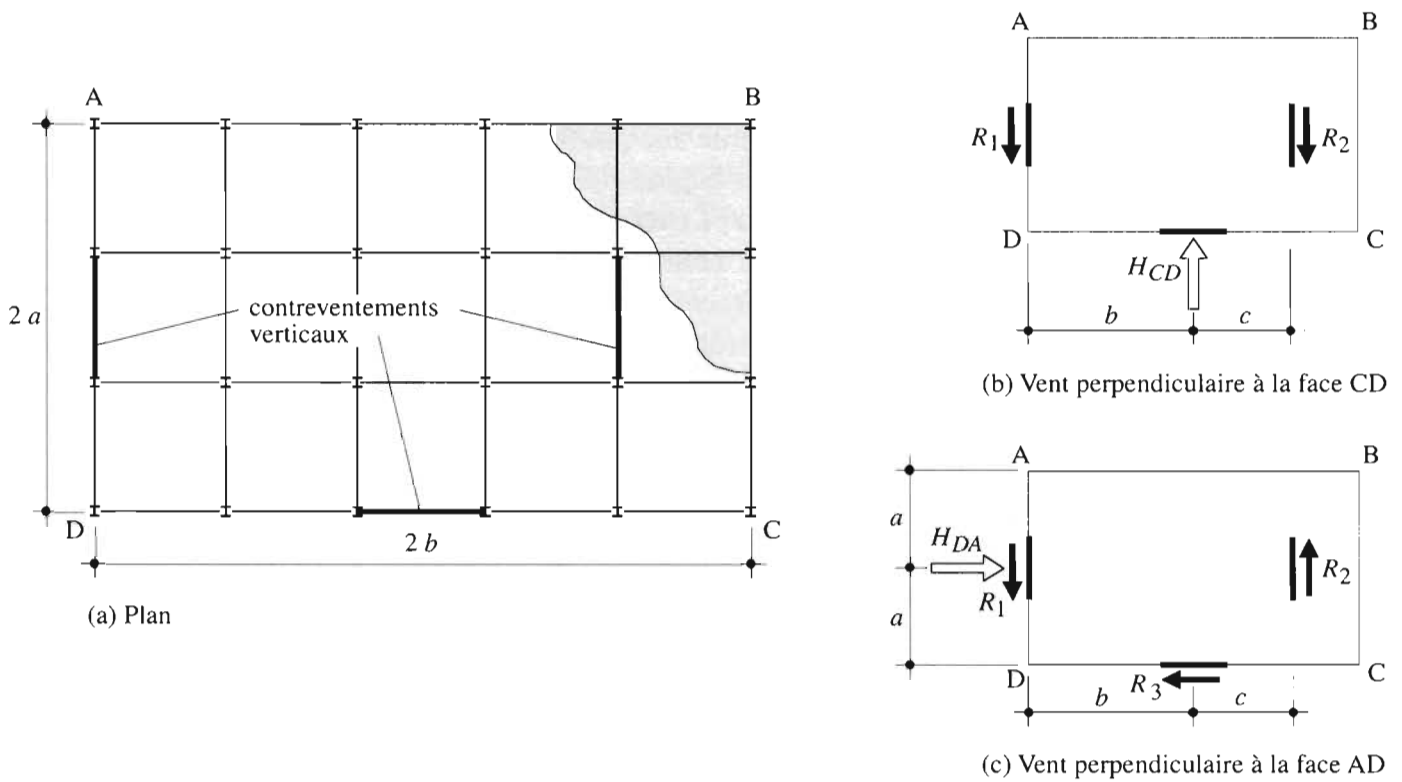 A
B
2 a
contreventements
verticaux
D
C
2 b
(a) Plan
A
B
R1
R2
D
C
HCD
b
c
(b) Vent perpendiculaire à la face CD
A
B
a
HDA
R1
R2
a
D
C
R3
b
c
(c) Vent perpendiculaire à la face AD